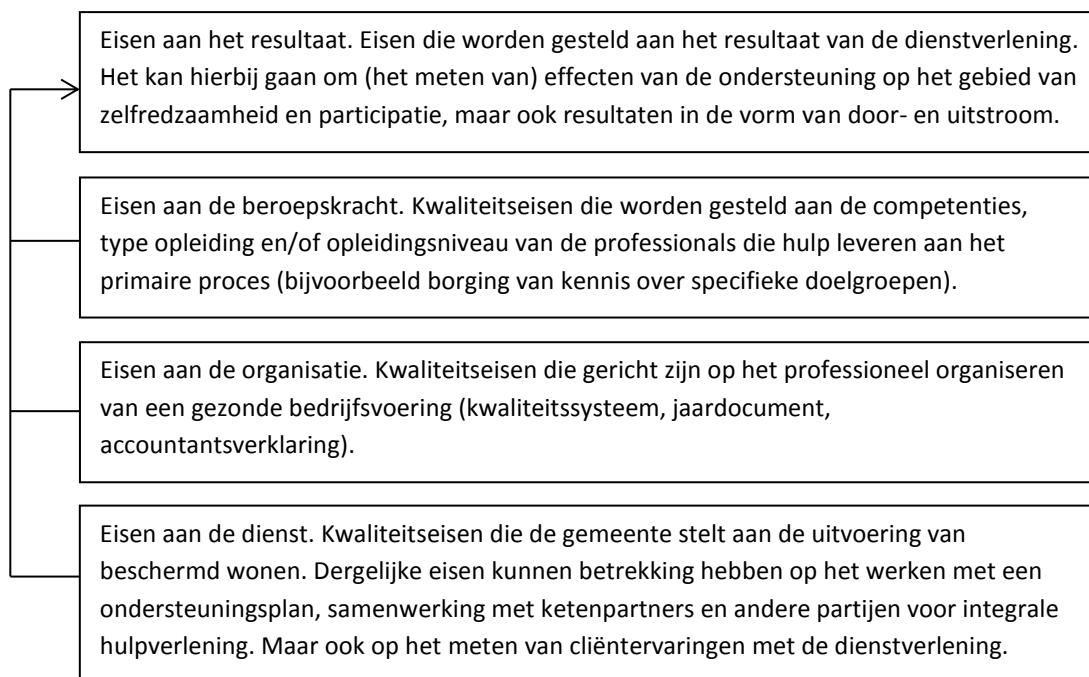 Eisen aan het resultaat. Eisen die worden gesteld aan het resultaat van de dienstverlening.
Het kan hierbij gaan om (het meten van) effecten van de ondersteuning op het gebied van
zelfredzaamheid en participatie, maar ook resultaten in de vorm van door- en uitstroom.
Eisen aan de beroepskracht. Kwaliteitseisen die worden gesteld aan de competenties,
type opleiding en/of opleidingsniveau van de professionals die hulp leveren aan het
primaire proces (bijvoorbeeld borging van kennis over specifieke doelgroepen).
Eisen aan de organisatie. Kwaliteitseisen die gericht zijn op het professioneel organiseren
van een gezonde bedrijfsvoering (kwaliteitssysteem, jaardocument,
accountantsverklaring).
Eisen aan de dienst. Kwaliteitseisen die de gemeente stelt aan de uitvoering van
beschermd wonen. Dergelijke eisen kunnen betrekking hebben op het werken met een
ondersteuningsplan, samenwerking met ketenpartners en andere partijen voor integrale
hulpverlening. Maar ook op het meten van cliëntervaringen met de dienstverlening.